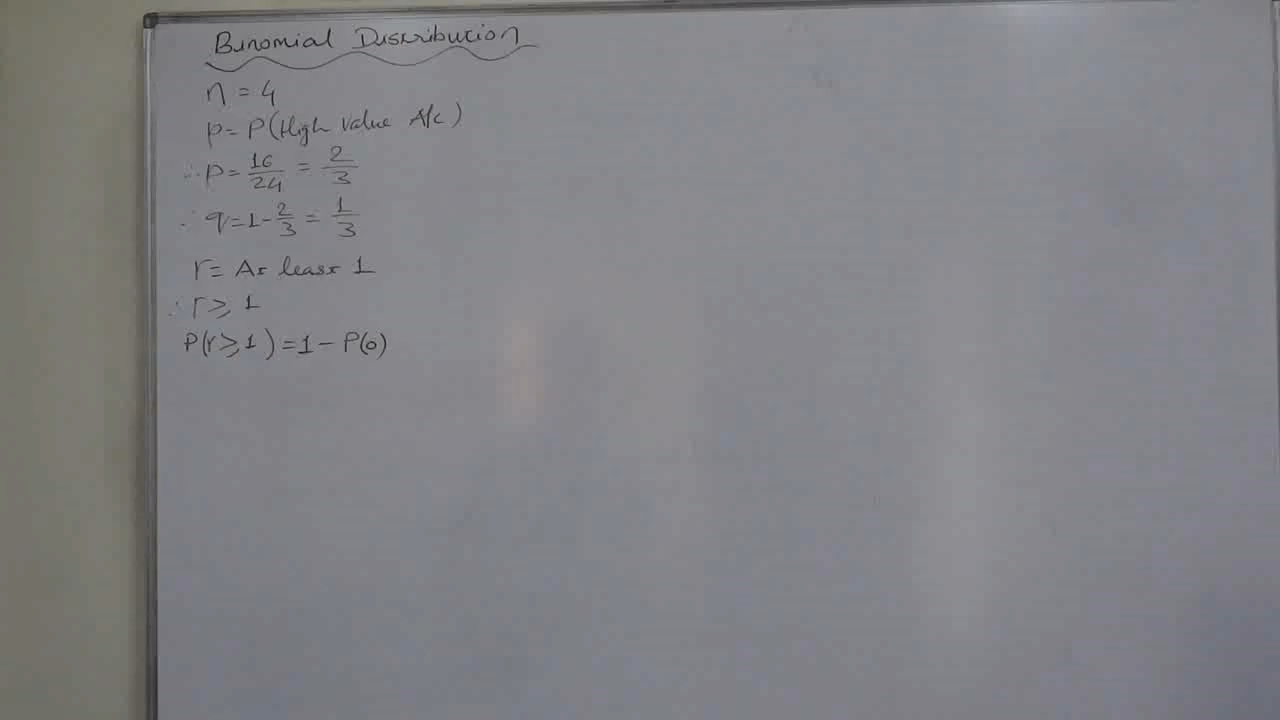 Binomial Distribution
n = 4
p = P(High Value A/c)
∴ p = 16/24 = 2/3
∴ q = 1 - 2/3 = 1/3
r = At least 1
∴ r ≥ 1
P(r ≥ 1) = 1 - P(0)